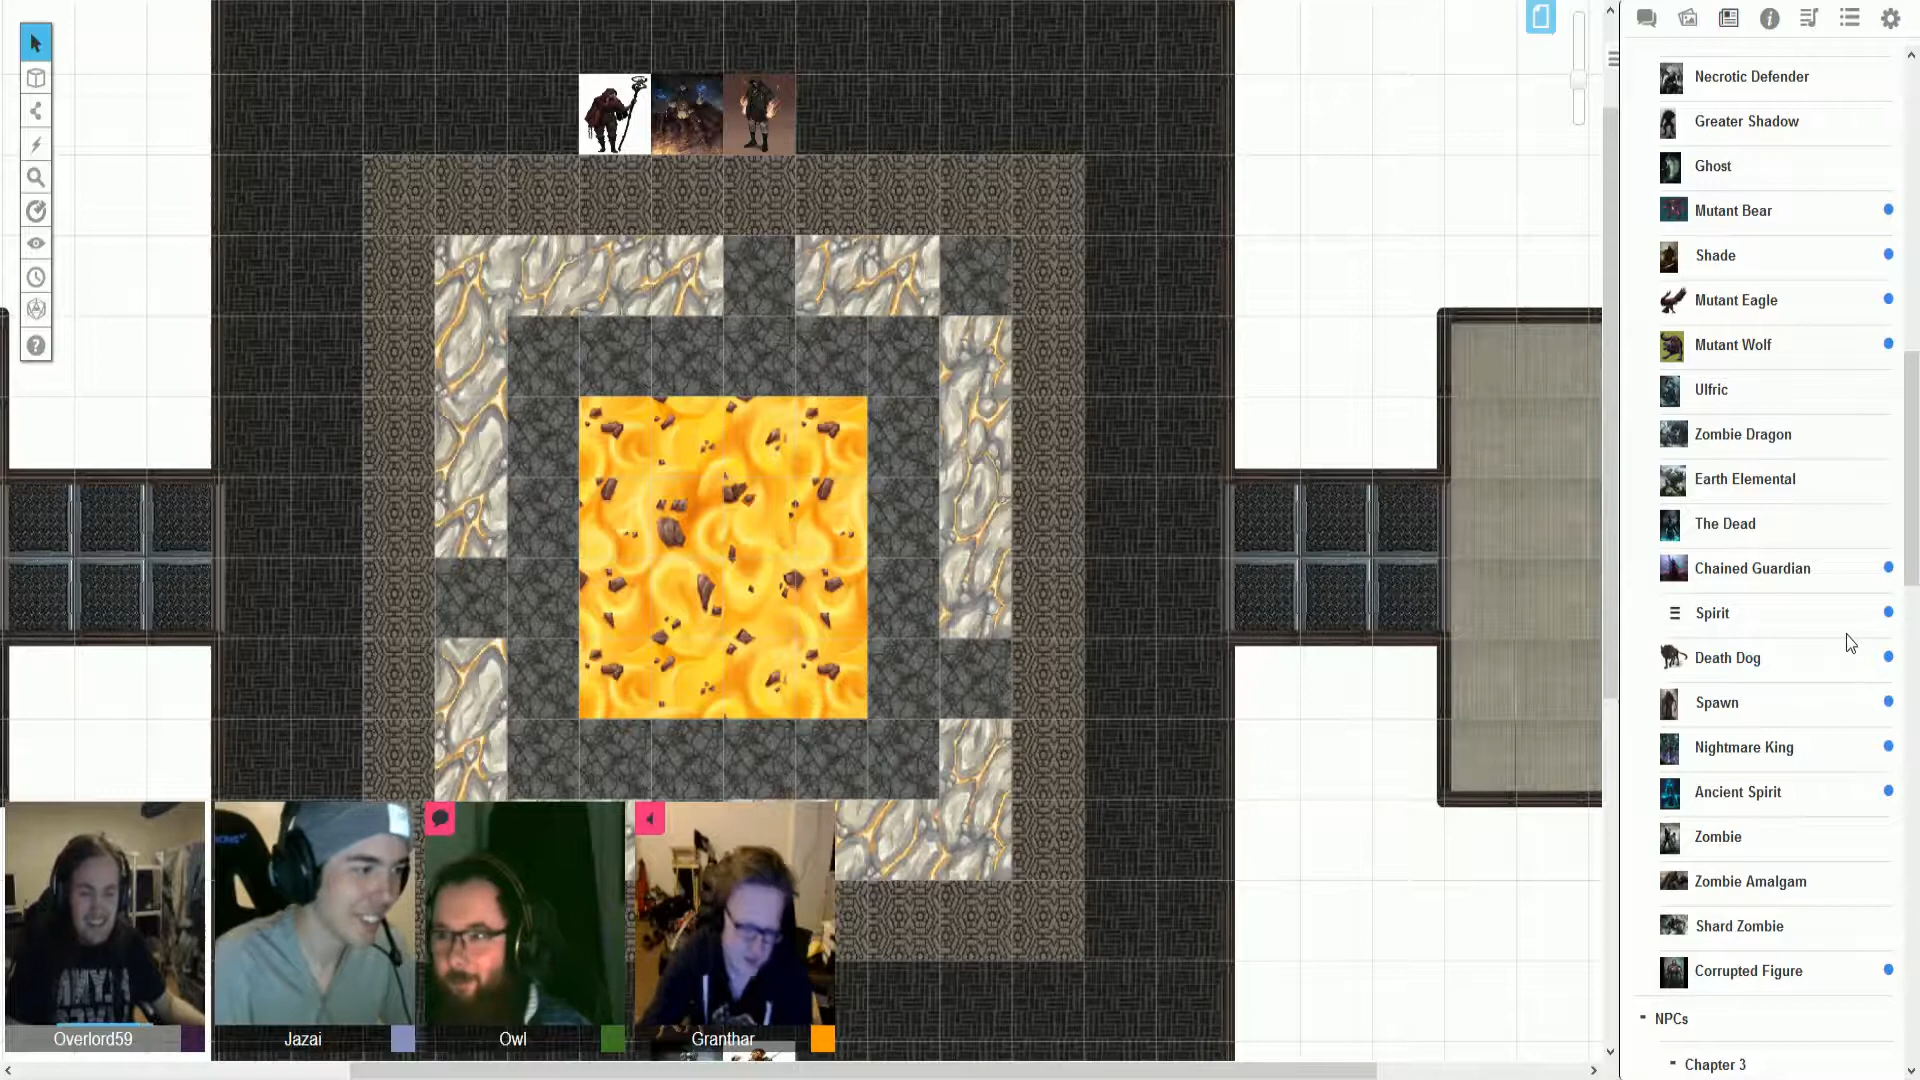 Necrotic Defender
Greater Shadow
Ghost
Mutant Bear
Shade
Mutant Eagle
Mutant Wolf
Ulfric
Zombie Dragon
Earth Elemental
The Dead
Chained Guardian
Spirit
Death Dog
Spawn
Nightmare King
Ancient Spirit
Zombie
Zombie Amalgam
Shard Zombie
Corrupted Figure
NPCs
Chapter 3
Overlord59
Jazai
Owl
Granthar